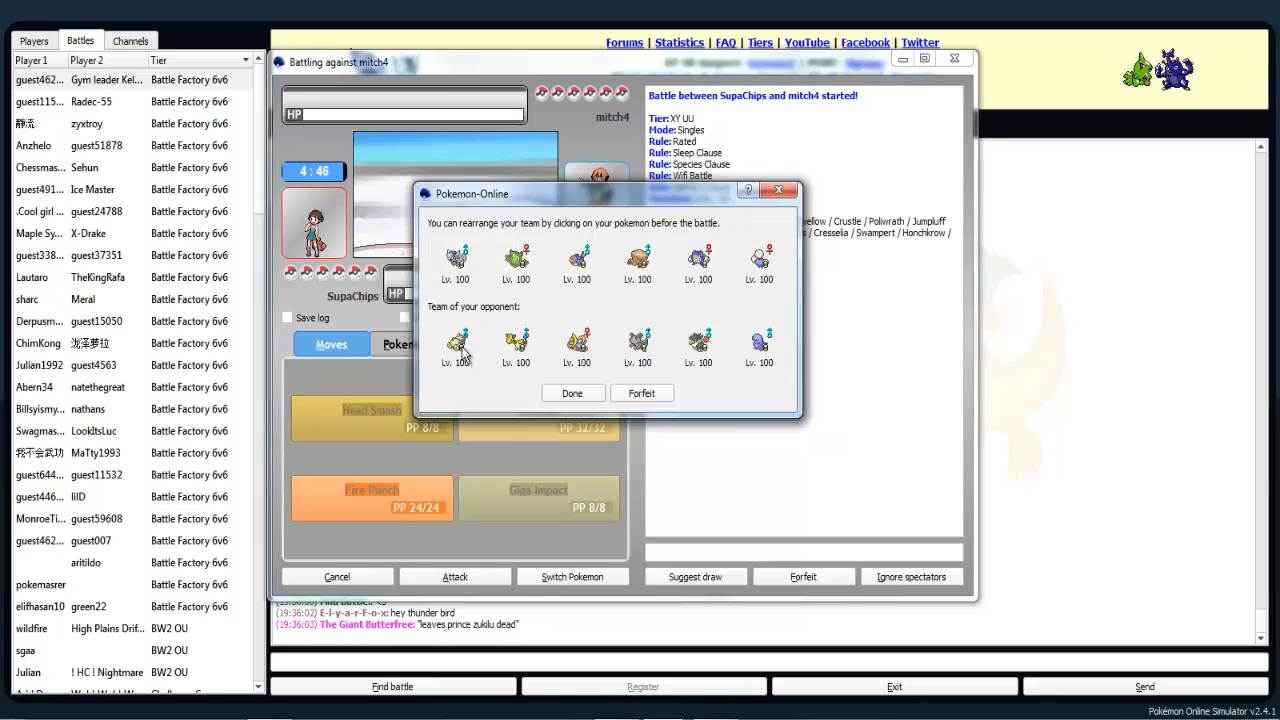 Players
Battles
Channels
Player 1 Player 2 Tier
guest462... Gym leader Kel... Battle Factory 6v6
guest115... Radec-55 Battle Factory 6v6
静流 zyxtroy Battle Factory 6v6
Anzhelo guest51878 Battle Factory 6v6
Chessmas... Sehun Battle Factory 6v6
guest491... Ice Master Battle Factory 6v6
.Cool girl ... guest24788 Battle Factory 6v6
Maple Sy... X-Drake Battle Factory 6v6
guest338... guest37351 Battle Factory 6v6
Lautaro TheKingRafa Battle Factory 6v6
sharc Meral Battle Factory 6v6
Derpusm... guest15050 Battle Factory 6v6
ChimKong 泷泽萝拉 Battle Factory 6v6
Julian1992 guest4563 Battle Factory 6v6
Abern34 natethegreat Battle Factory 6v6
Billsyismy... nathans Battle Factory 6v6
Swagmas... LookItsLuc Battle Factory 6v6
我不会武功 MaTty1993 Battle Factory 6v6
guest644... guest11532 Battle Factory 6v6
guest446... lilD Battle Factory 6v6
MonroeTi... guest59608 Battle Factory 6v6
guest462... guest007 Battle Factory 6v6
aritildo Battle Factory 6v6
pokemasrer Battle Factory 6v6
elifhasan10 green22 Battle Factory 6v6
wildfire High Plains Drif... BW2 OU
sgaa BW2 OU
Julian ! HC ! Nightmare BW2 OU
Forums | Statistics | FAQ | Tiers | YouTube | Facebook | Twitter
Battling against mitch4
HP
mitch4
4 : 46
SupaChips
HP
Save log
Moves
Pokem
Head Smash
PP 8/8
PP 32/32
Fire Punch
PP 24/24
Giga Impact
PP 8/8
Cancel
Attack
Switch Pokemon
Battle between SupaChips and mitch4 started!
Tier: XY UU
Mode: Singles
Rule: Rated
Rule: Sleep Clause
Rule: Species Clause
Rule: Wifi Battle
ellow / Crustle / Poliwrath / Jumpluff
s / Cresselia / Swampert / Honchkrow /
Suggest draw
Forfeit
Ignore spectators
Pokemon-Online
?
You can rearrange your team by clicking on your pokemon before the battle.
Lv. 100 Lv. 100 Lv. 100 Lv. 100 Lv. 100 Lv. 100
Team of your opponent:
Lv. 100 Lv. 100 Lv. 100 Lv. 100 Lv. 100 Lv. 100
Done
Forfeit
(19:36:02) E-l-y-a-r-F-o-x: hey thunder bird
(19:36:03) The Giant Butterfree: "leaves prince zukilu dead"
Find battle
Register
Exit
Send
Pokémon Online Simulator v2.4.1